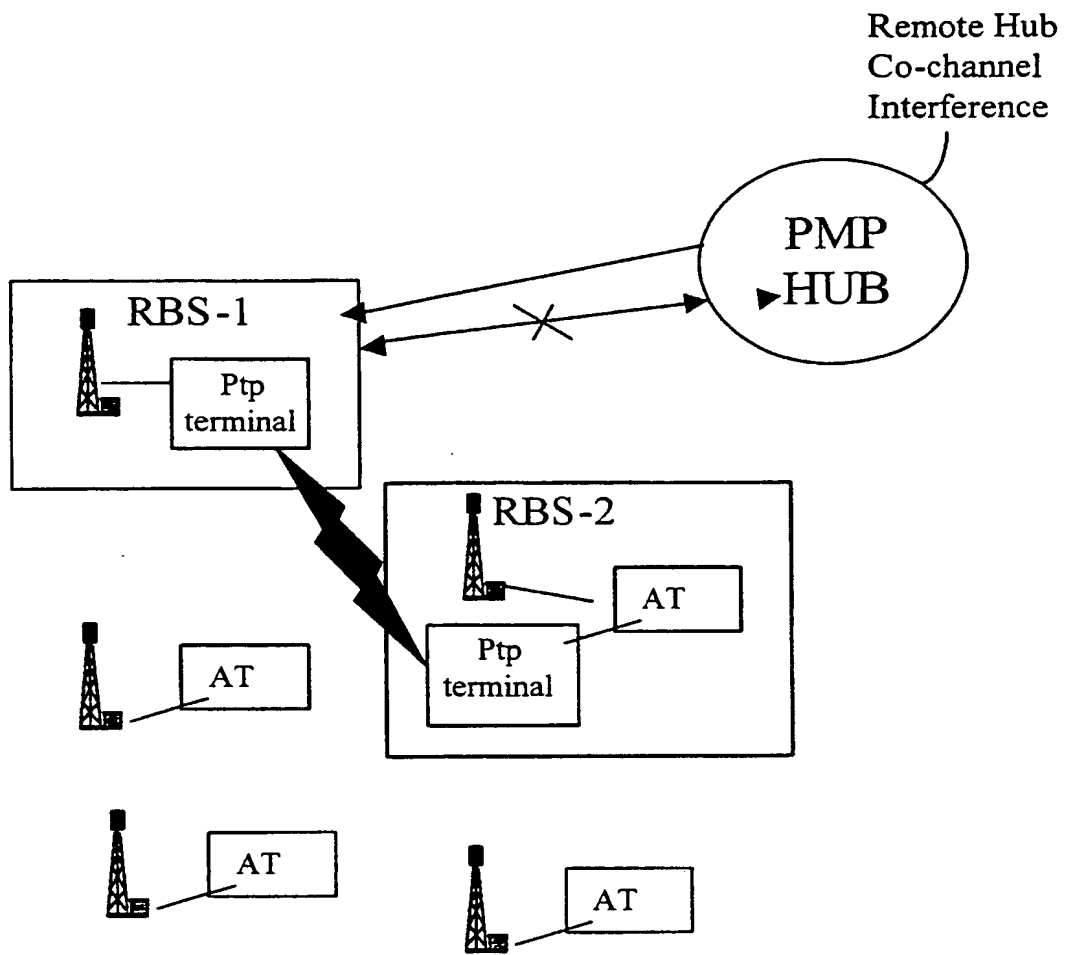 Remote Hub
Co-channel
Interference
PMP
HUB
RBS-1
Ptp
terminal
RBS-2
AT
Ptp
terminal
AT
AT
AT